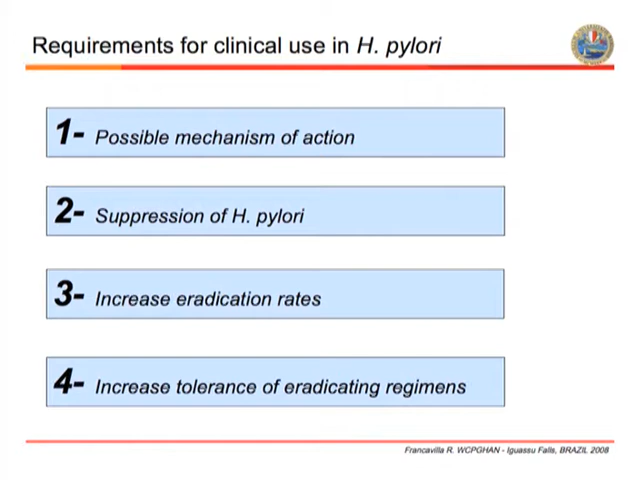 Requirements for clinical use in H. pylori
1- Possible mechanism of action
2- Suppression of H. pylori
3- Increase eradication rates
4- Increase tolerance of eradicating regimens
Francavilla R. WCPGHAN - Iguassu Falls, BRAZIL 2008